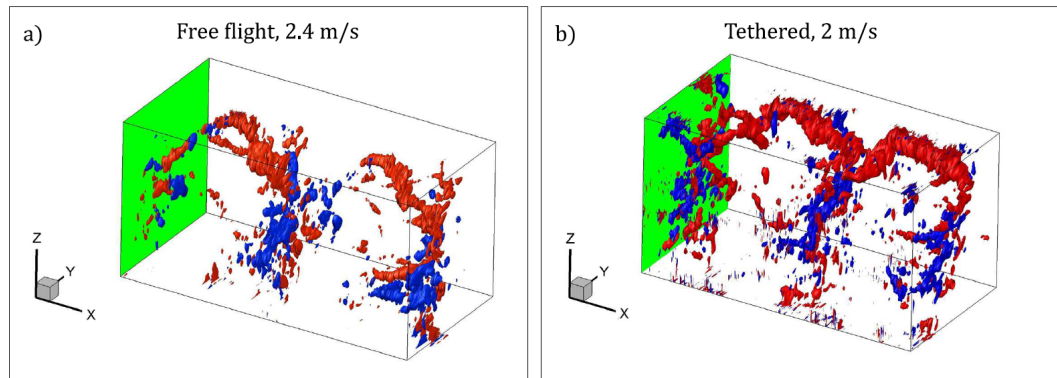 a)
Free flight, 2.4 m/s
Z
Y
X
b)
Tethered, 2 m/s
Z
Y
X